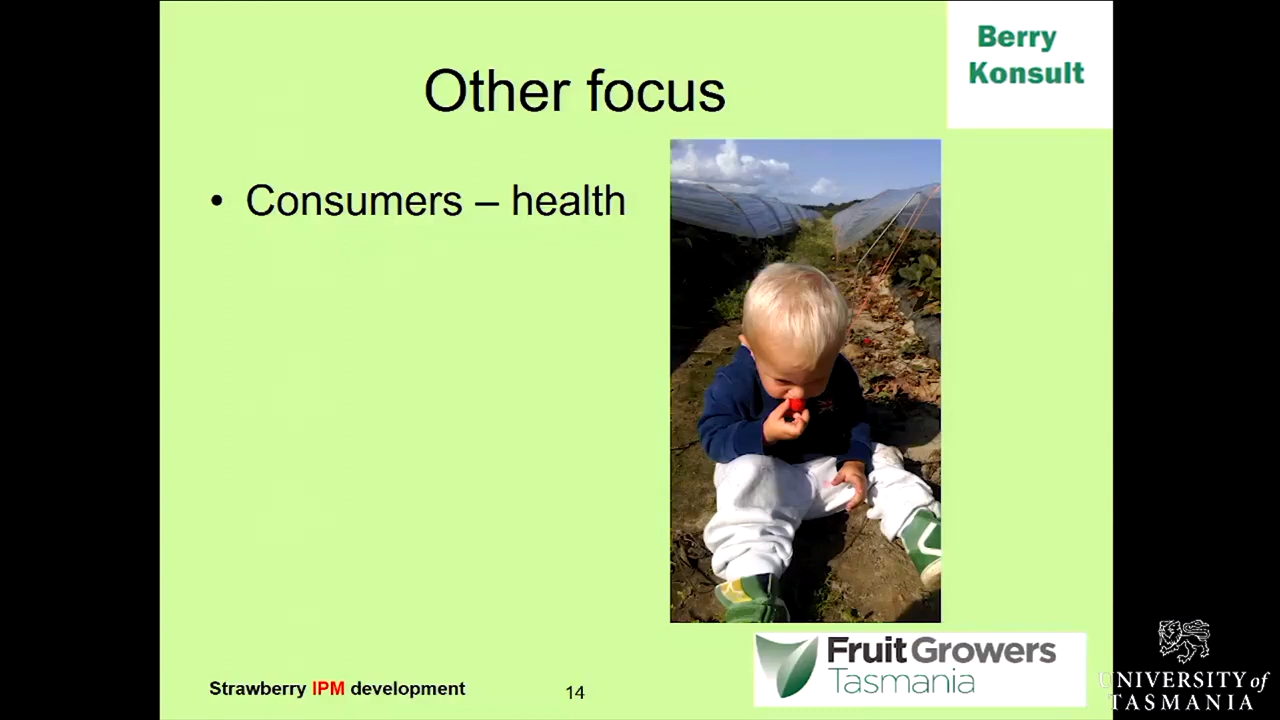 Berry
Konsult
Other focus
• Consumers – health
Fruit Growers
Tasmania
Strawberry IPM development
14
UNIVERSITY of
TASMANIA